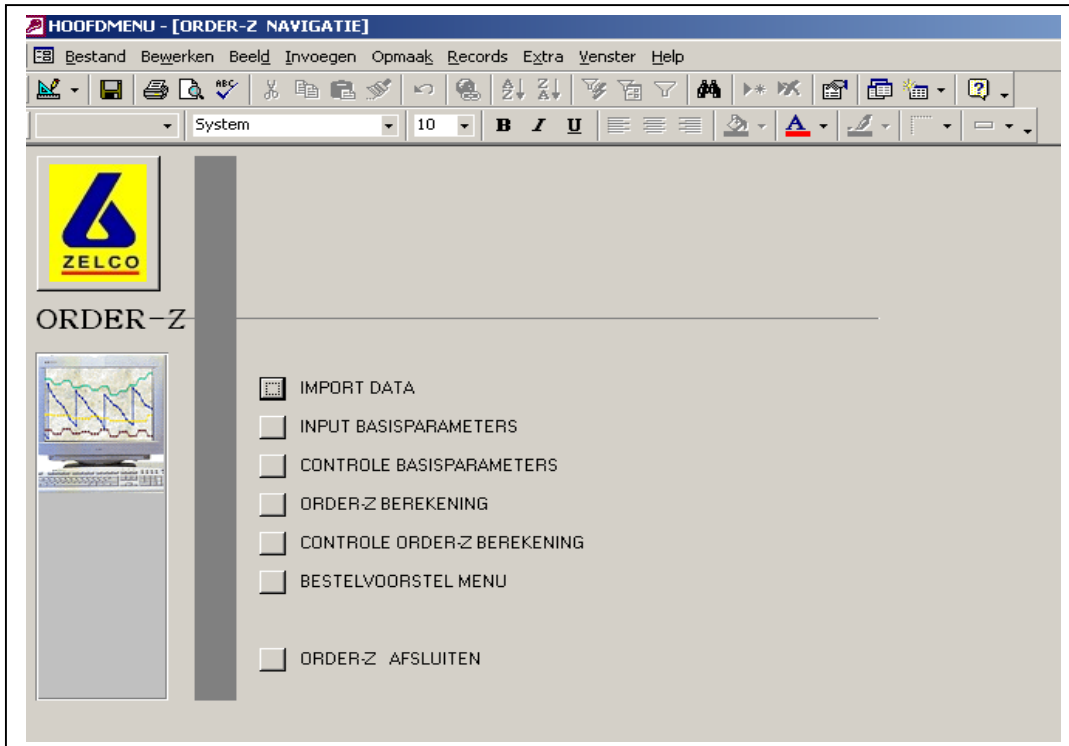 HOOFDMENU - [ORDER-Z NAVIGATIE]
Bestand Bewerken Beeld Invoegen Opmaak Records Extra Venster Help
System 10 B I U A
ZELCO
ORDER-Z
IMPORT DATA
INPUT BASISPARAMETERS
CONTROLE BASISPARAMETERS
ORDER-Z BEREKENING
CONTROLE ORDER-Z BEREKENING
BESTELVOORSTEL MENU
ORDER-Z AFSLUITEN